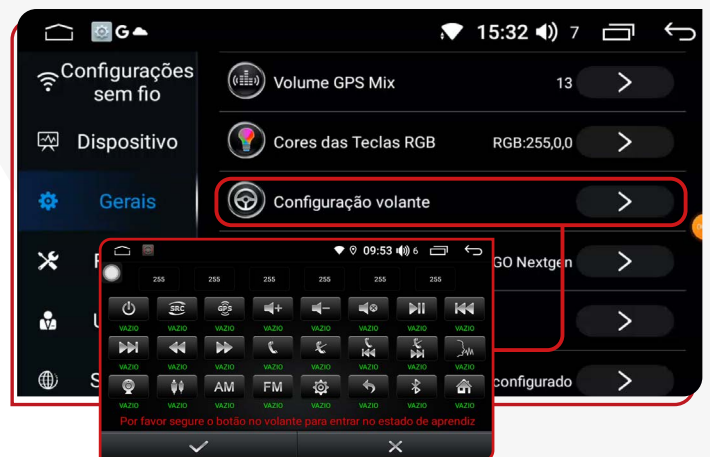 G
15:32
7
Configurações
sem fio
Volume GPS Mix
13
Dispositivo
Cores das Teclas RGB
RGB:255,0,0
Gerais
Configuração volante
F
GO Nextgen
U
S
configurado
09:53
6
255 255 255 255 255 255
SRC GPS
VAZIO VAZIO VAZIO VAZIO VAZIO VAZIO VAZIO VAZIO
VAZIO VAZIO VAZIO VAZIO VAZIO VAZIO VAZIO VAZIO
AM FM
VAZIO VAZIO VAZIO VAZIO VAZIO VAZIO VAZIO VAZIO
Por favor segure o botão no volante para entrar no estado de aprendiz